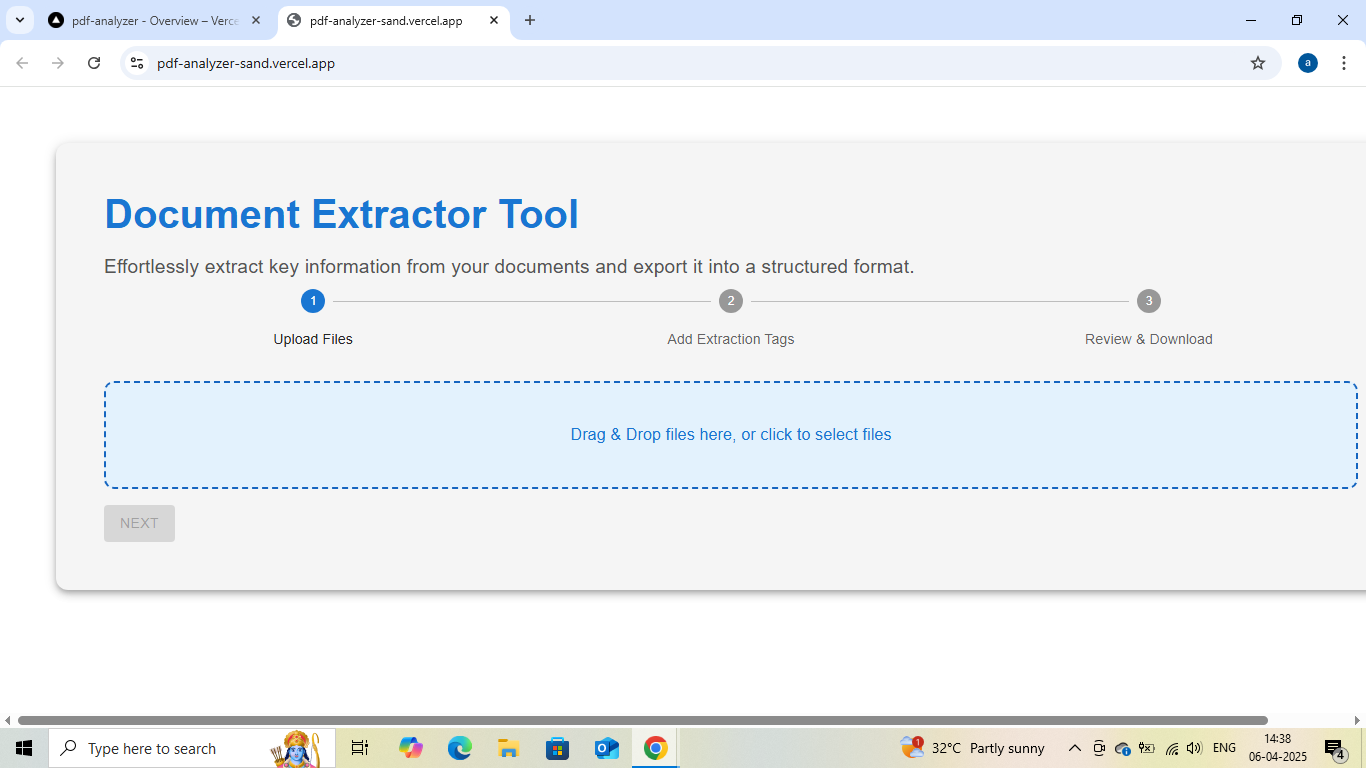 pdf-analyzer - Overview – Verce
pdf-analyzer-sand.vercel.app
pdf-analyzer-sand.vercel.app
a
Document Extractor Tool
Effortlessly extract key information from your documents and export it into a structured format.
1
2
3
Upload Files
Add Extraction Tags
Review & Download
Drag & Drop files here, or click to select files
NEXT
Type here to search
1
32°C Partly sunny
ENG
14:38
06-04-2025
4